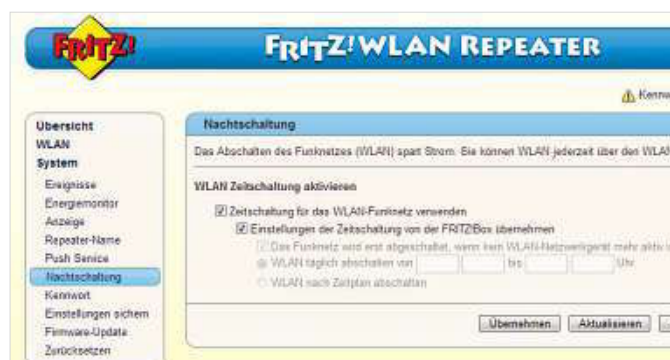 FRITZ!
FRITZ!WLAN REPEATER
Kennw
Übersicht
WLAN
System
Ereignisse
Energiemonitor
Anzeige
Repeater-Name
Push Service
Nachtschaltung
Kennwort
Einstellungen sichern
Firmware-Update
Zurücksetzen
Nachtschaltung
Das Abschalten des Funknetzes (WLAN) spart Strom. Sie können WLAN jederzeit über den WLAN
WLAN Zeitschaltung aktivieren
Zeitschaltung für das WLAN-Funknetz verwenden
Einstellungen der Zeitschaltung von der FRITZ!Box übernehmen
Das Funknetz wird erst abgeschaltet, wenn kein WLAN-Netzwerkgerät mehr aktiv
WLAN täglich abschalten von bis Uhr
WLAN nach Zeitplan abschalten
Übernehmen Aktualisieren